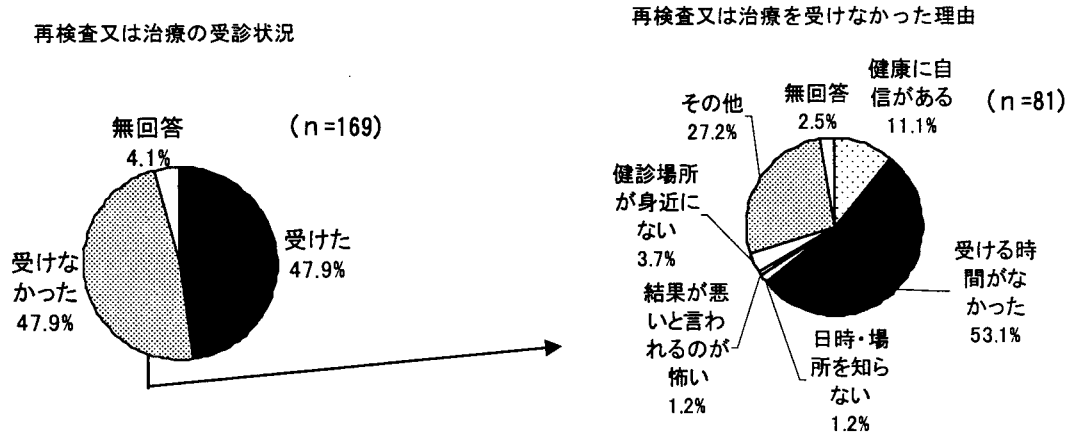 再検査又は治療の受診状況
無回答
4.1%
(n=169)
受けた
47.9%
受けな
かった
47.9%
再検査又は治療を受けなかった理由
(n=81)
健康に自
信がある
11.1%
受ける時
間がな
かった
53.1%
日時・場
所を知ら
ない
1.2%
結果が悪
いと言わ
れるのが
怖い
1.2%
健診場所
が身近に
ない
3.7%
その他
27.2%
無回答
2.5%